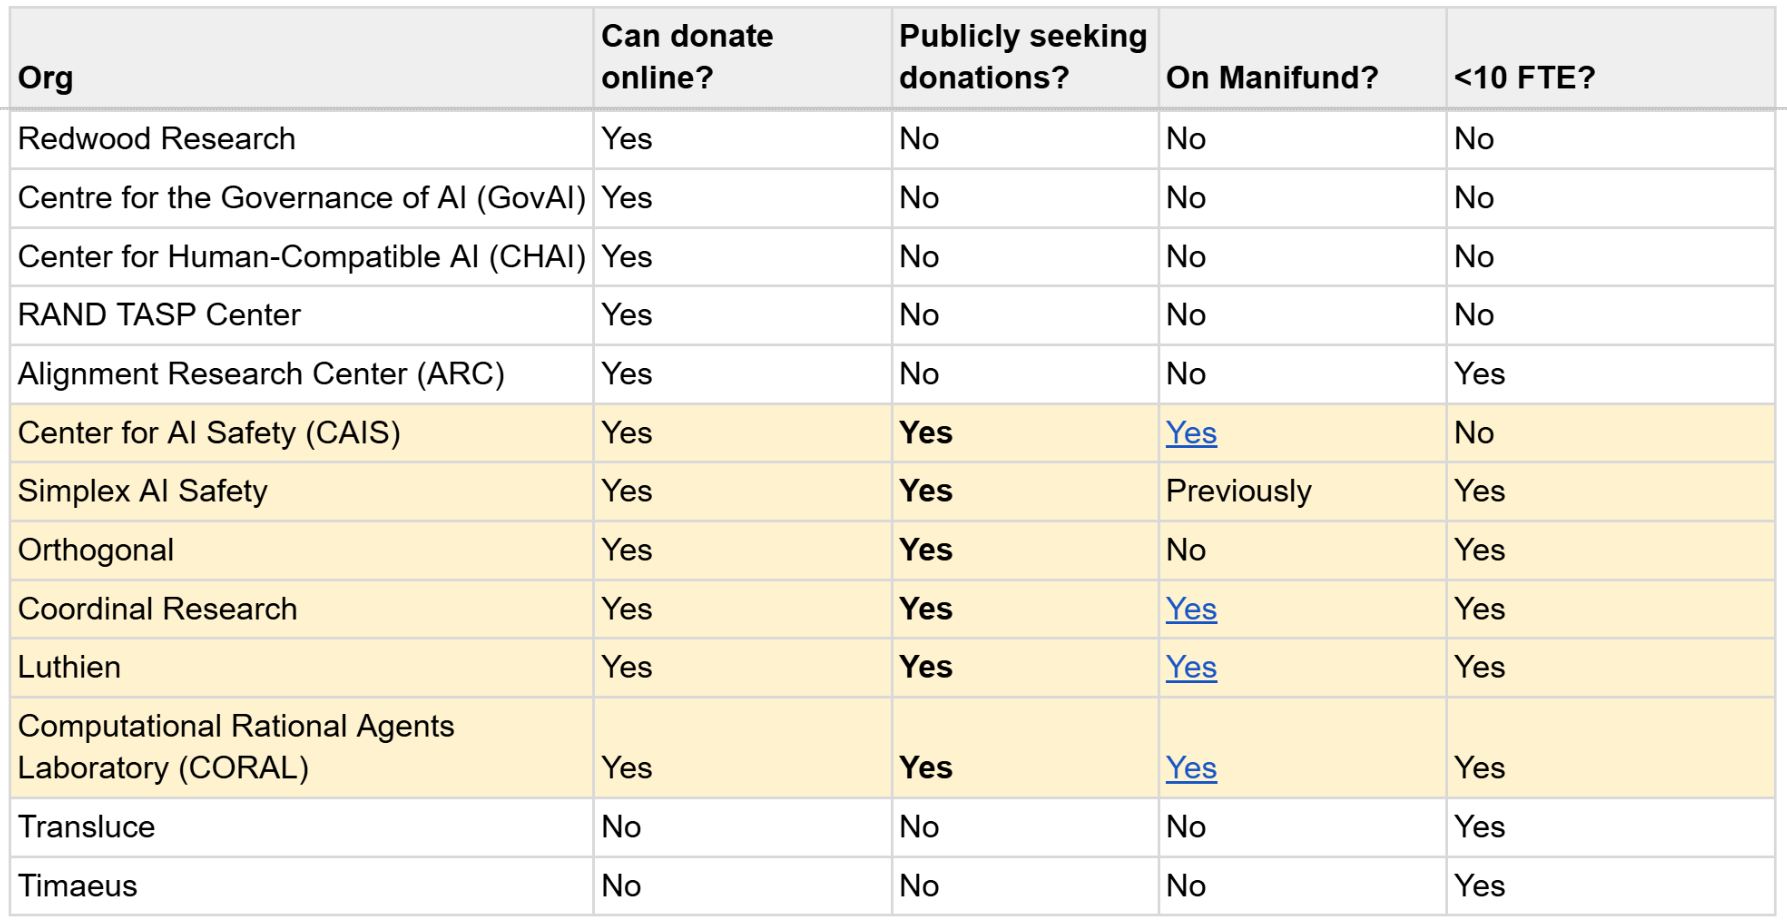 Org Can donate online? Publicly seeking donations? On Manifund? <10 FTE?
Redwood Research Yes No No No
Centre for the Governance of AI (GovAI) Yes No No No
Center for Human-Compatible AI (CHAI) Yes No No No
RAND TASP Center Yes No No No
Alignment Research Center (ARC) Yes No No Yes
Center for AI Safety (CAIS) Yes Yes Yes No
Simplex AI Safety Yes Yes Previously Yes
Orthogonal Yes Yes No Yes
Coordinal Research Yes Yes Yes Yes
Luthien Yes Yes Yes Yes
Computational Rational Agents
Laboratory (CORAL) Yes Yes Yes Yes
Transluce No No No Yes
Timaeus No No No Yes